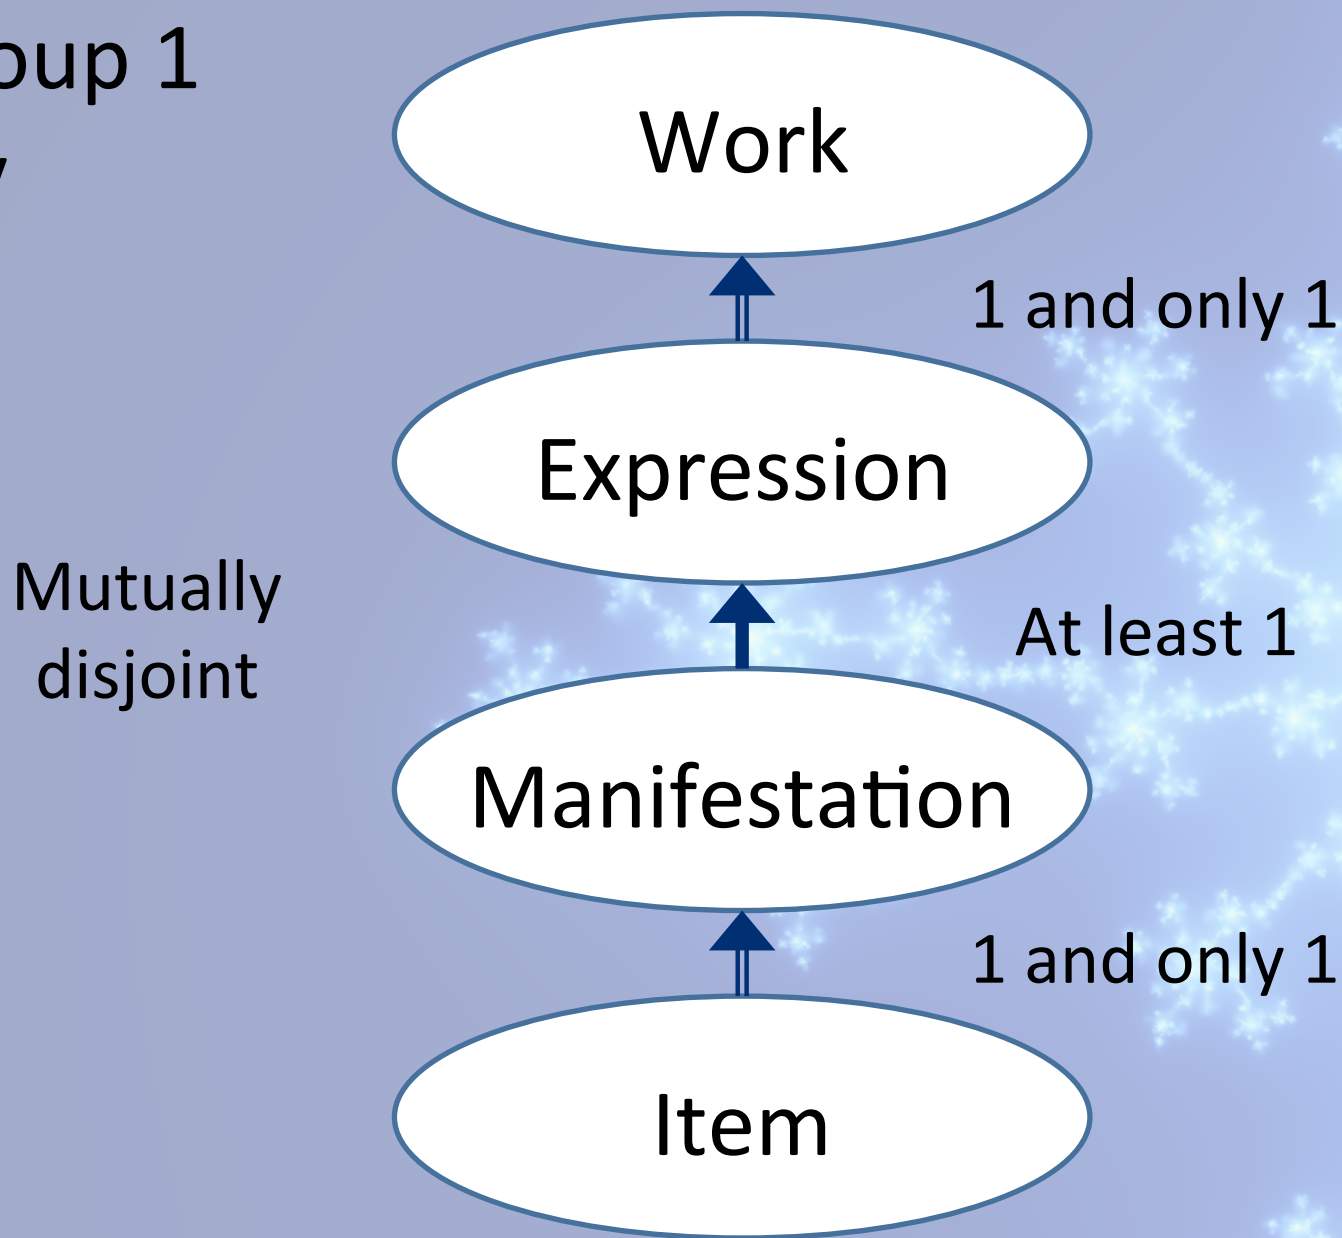 oup 1
Work
1 and only 1
Expression
Mutually
disjoint
At least 1
Manifestation
1 and only 1
Item